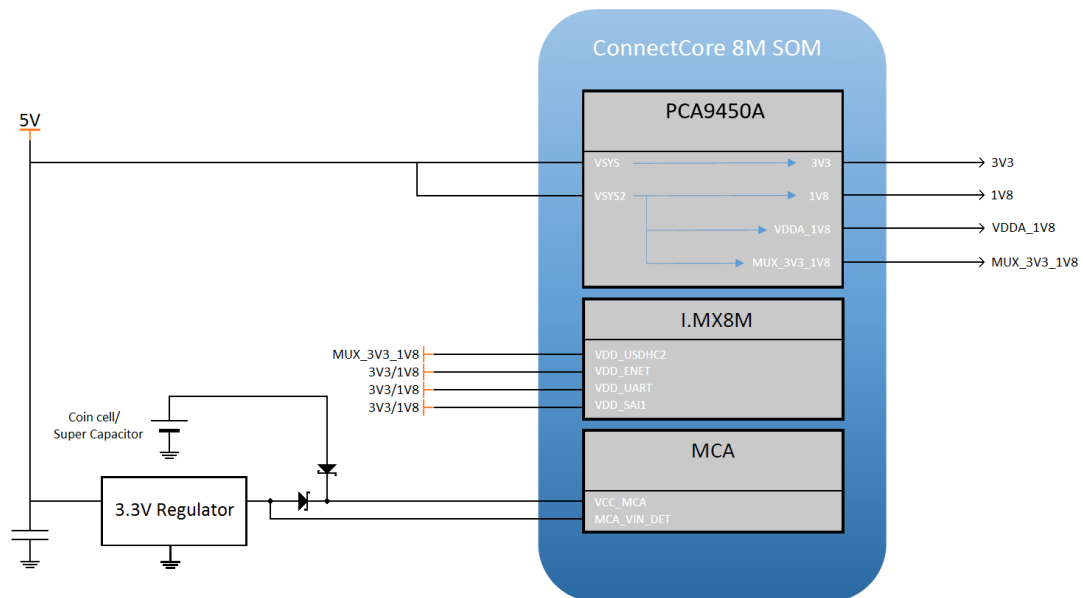 ConnectCore 8M SOM
PCA9450A
5V
VSYS
3V3
3V3
VSYS2
1V8
1V8
VDDA_1V8
VDDA_1V8
MUX_3V3_1V8
MUX_3V3_1V8
I.MX8M
MUX_3V3_1V8
VDD_USDHC2
3V3/1V8
VDD_ENET
3V3/1V8
VDD_UART
3V3/1V8
VDD_SAI1
Coin cell/
Super Capacitor
MCA
3.3V Regulator
VCC_MCA
MCA_VIN_DET